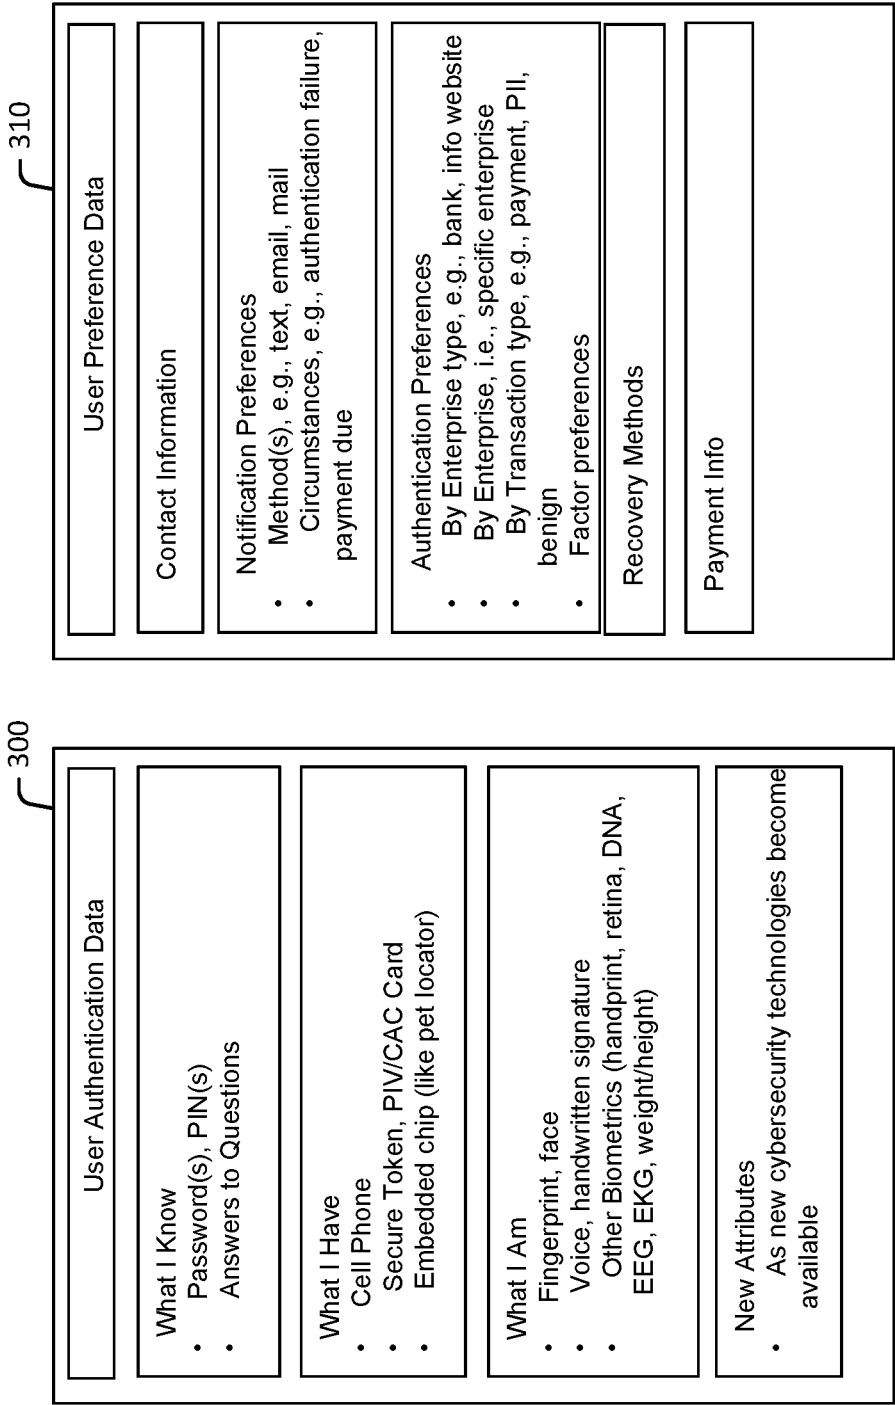 300
User Authentication Data
What I Know
• Password(s), PIN(s)
• Answers to Questions
What I Have
• Cell Phone
• Secure Token, PIV/CAC Card
• Embedded chip (like pet locator)
What I Am
• Fingerprint, face
• Voice, handwritten signature
• Other Biometrics (handprint, retina, DNA,
EEG, EKG, weight/height)
New Attributes
• As new cybersecurity technologies become
available
310
User Preference Data
Contact Information
Notification Preferences
• Method(s), e.g., text, email, mail
• Circumstances, e.g., authentication failure,
payment due
Authentication Preferences
• By Enterprise type, e.g., bank, info website
• By Enterprise, i.e., specific enterprise
• By Transaction type, e.g., payment, PII,
benign
• Factor preferences
Recovery Methods
Payment Info